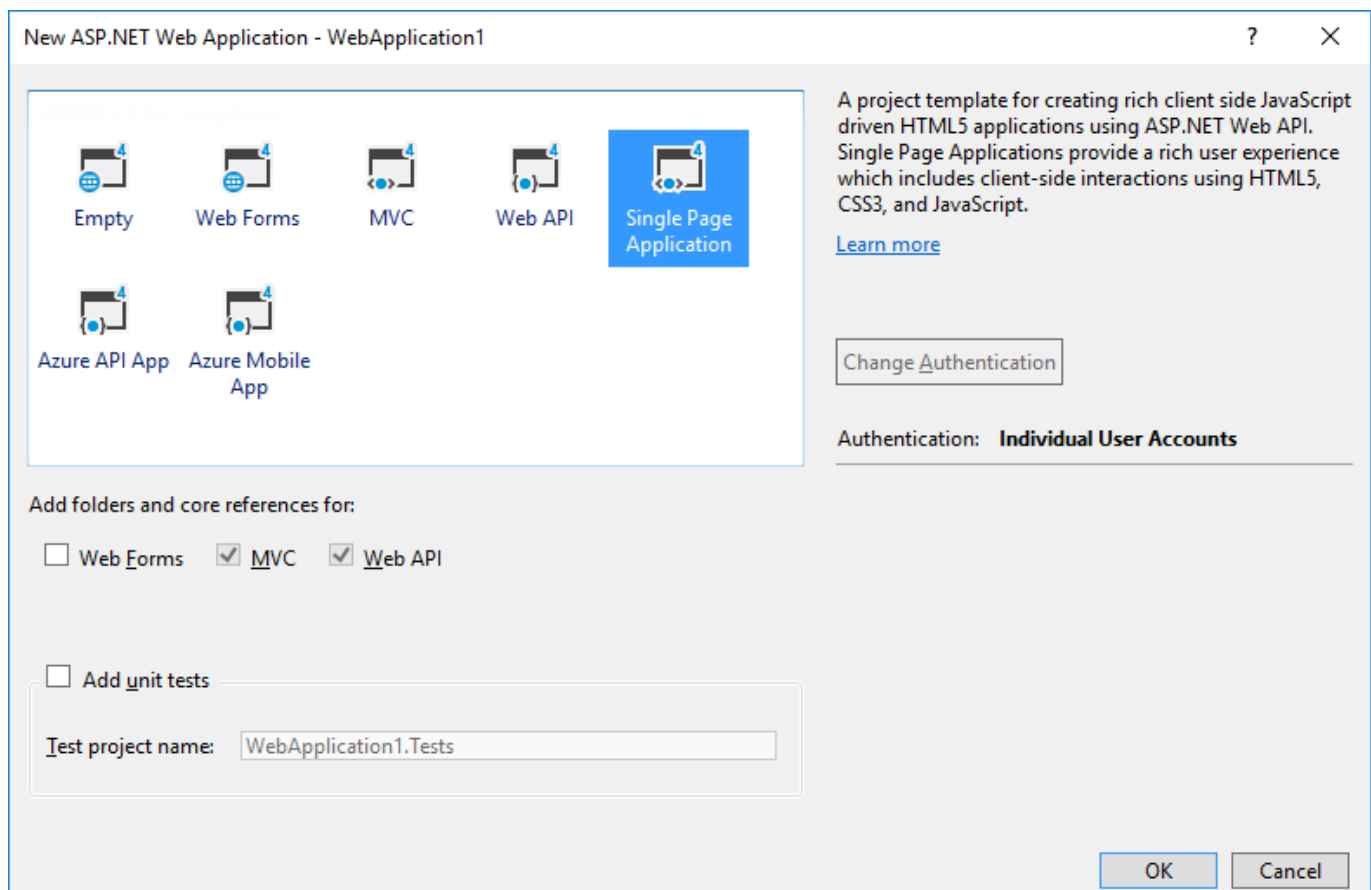 New ASP.NET Web Application - WebApplication1
?
A project template for creating rich client side JavaScript
driven HTML5 applications using ASP.NET Web API.
Single Page Applications provide a rich user experience
which includes client-side interactions using HTML5,
CSS3, and JavaScript.
Learn more
4
Empty
4
Web Forms
4
MVC
4
Web API
4
Single Page
Application
4
Azure API App
4
Azure Mobile
App
Change Authentication
Authentication: Individual User Accounts
Add folders and core references for:
Web Forms
MVC
Web API
Add unit tests
Test project name: WebApplication1.Tests
OK
Cancel